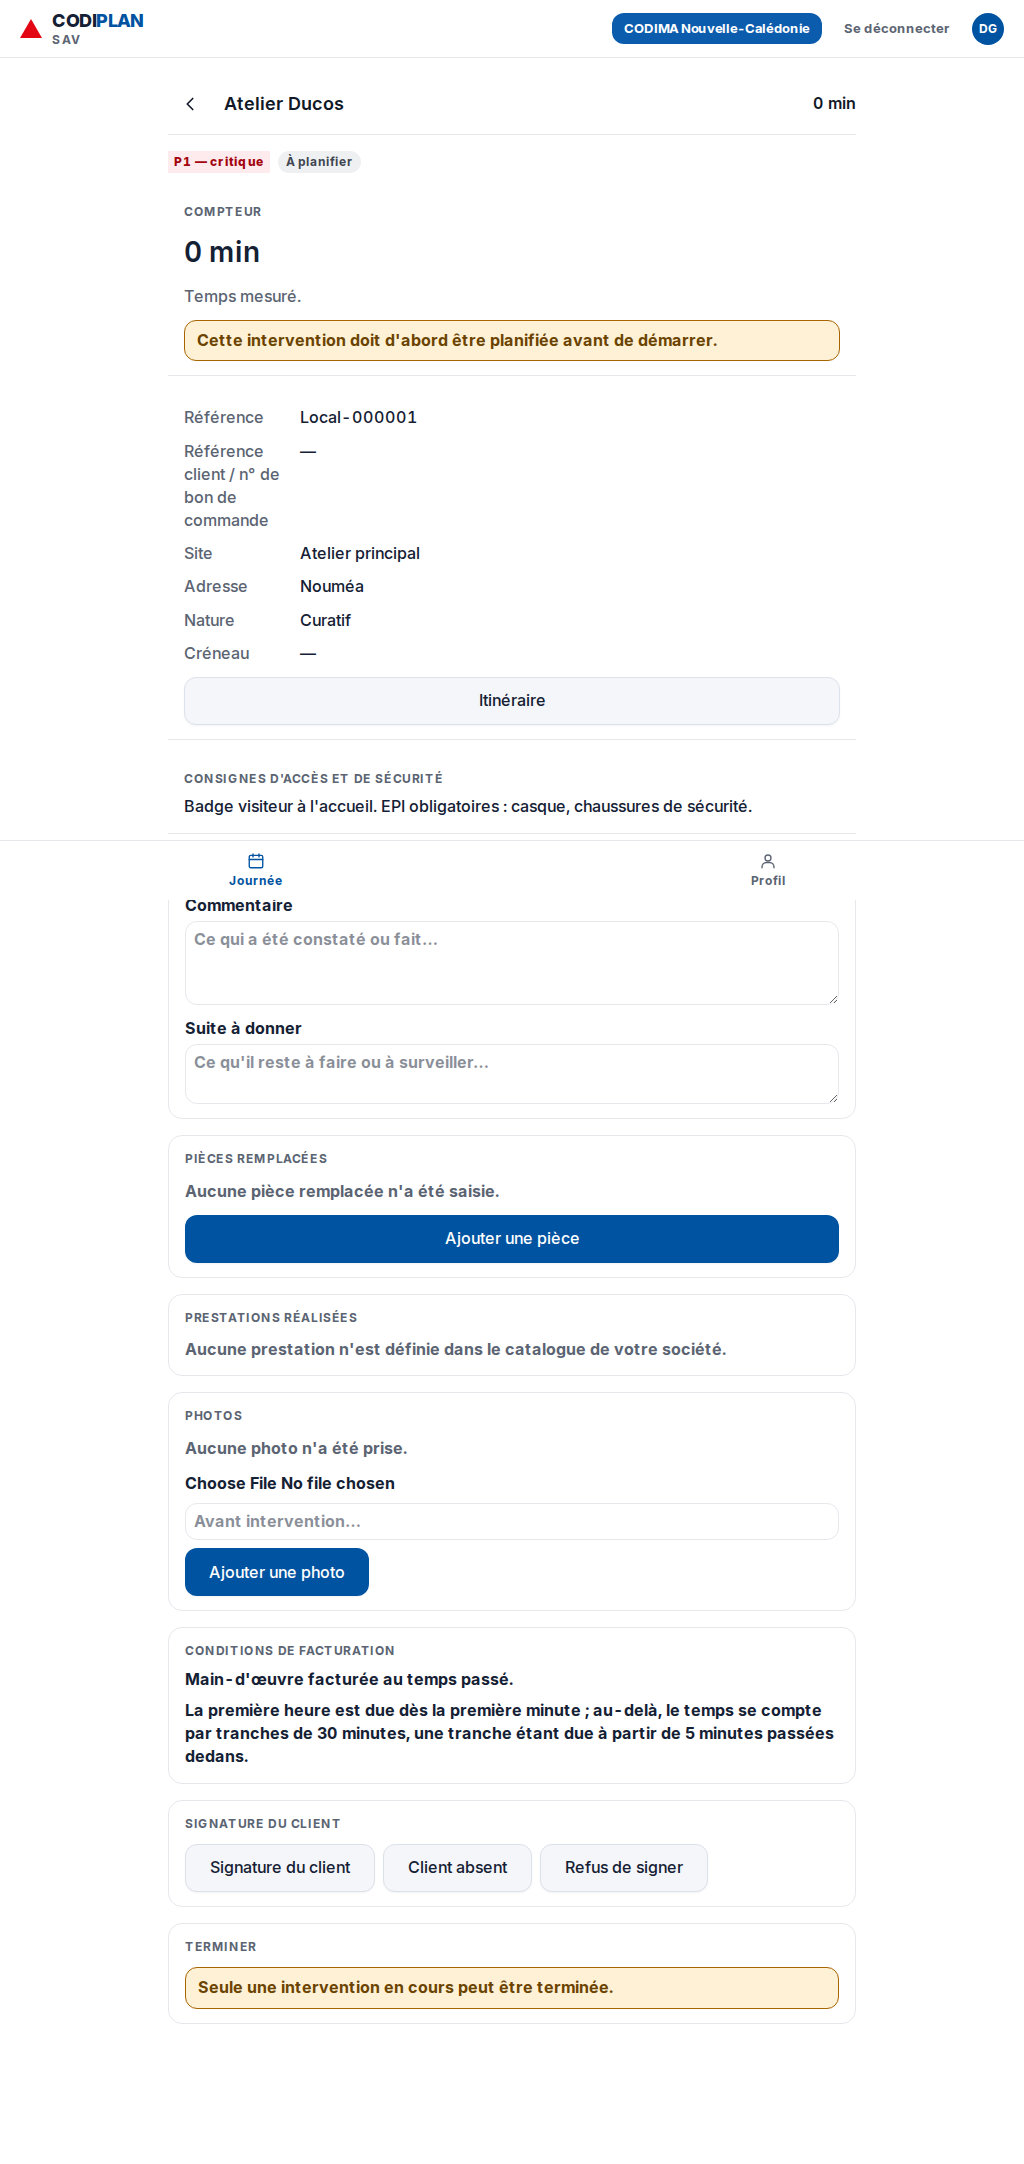 CODIPLAN
SAV
CODIMA Nouvelle-Calédonie
Se déconnecter
DG
Atelier Ducos
0 min
P1 — critique
À planifier
COMPTEUR
0 min
Temps mesuré.
Cette intervention doit d'abord être planifiée avant de démarrer.
Référence
Local-000001
Référence
client / n° de
bon de
commande
—
Site
Atelier principal
Adresse
Nouméa
Nature
Curatif
Créneau
—
Itinéraire
CONSIGNES D'ACCÈS ET DE SÉCURITÉ
Badge visiteur à l'accueil. EPI obligatoires : casque, chaussures de sécurité.
Journée
Profil
Commentaire
Ce qui a été constaté ou fait…
Suite à donner
Ce qu'il reste à faire ou à surveiller…
PIÈCES REMPLACÉES
Aucune pièce remplacée n'a été saisie.
Ajouter une pièce
PRESTATIONS RÉALISÉES
Aucune prestation n'est définie dans le catalogue de votre société.
PHOTOS
Aucune photo n'a été prise.
Choose File No file chosen
Avant intervention…
Ajouter une photo
CONDITIONS DE FACTURATION
Main-d'œuvre facturée au temps passé.
La première heure est due dès la première minute ; au-delà, le temps se compte
par tranches de 30 minutes, une tranche étant due à partir de 5 minutes passées
dedans.
SIGNATURE DU CLIENT
Signature du client
Client absent
Refus de signer
TERMINER
Seule une intervention en cours peut être terminée.